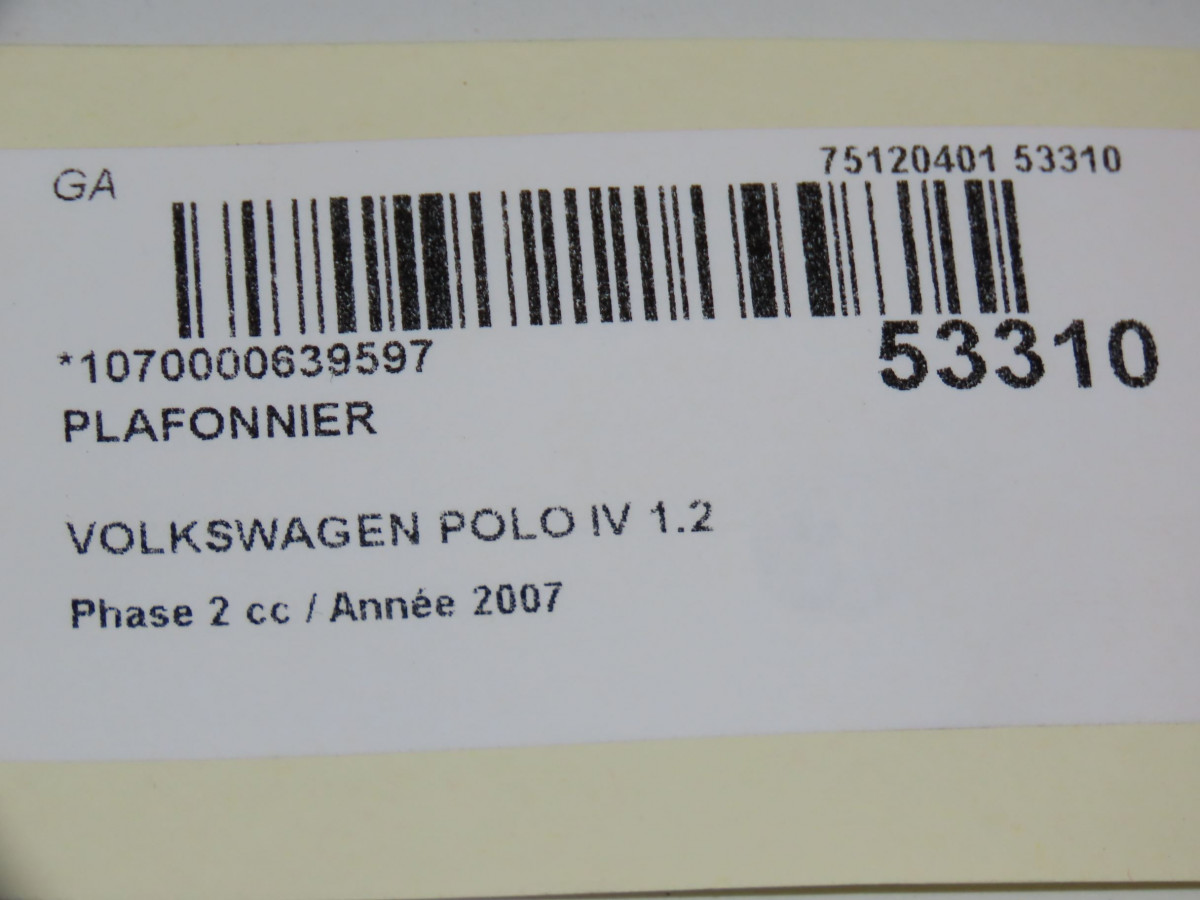 GA
75120401 53310
*1070000639597
53310
PLAFONNIER
VOLKSWAGEN POLO IV 1.2
Phase 2 cc / Année 2007